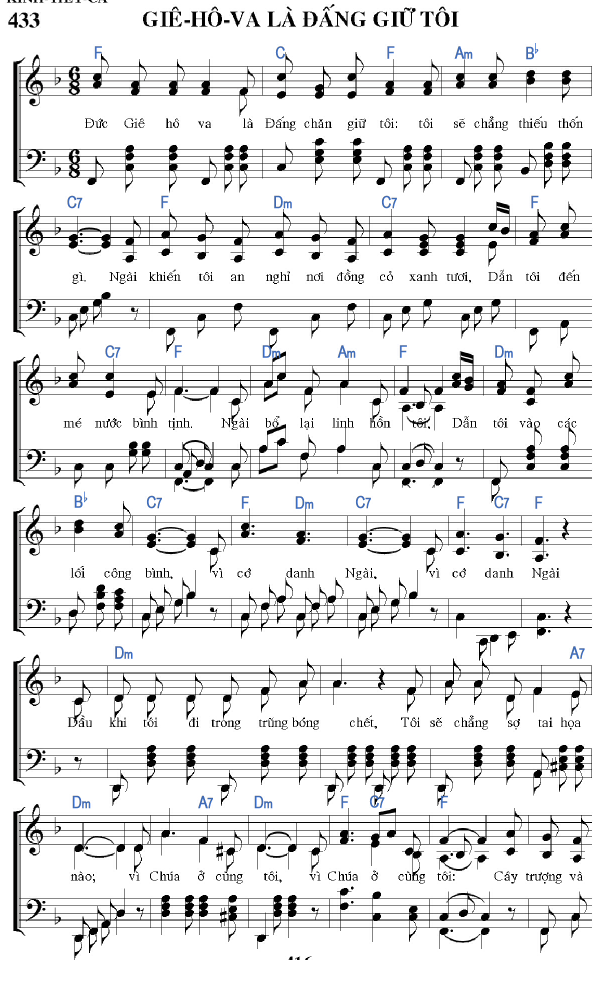 KINH-TIẾT-CA
433 GIÊ-HÔ-VA LÀ ĐẤNG GIỮ TÔI
F C F Am B♭
Đức Giê hô va là Đấng chăn giữ tôi: tôi sẽ chẳng thiếu thốn
C7 F Dm C7 F
gì. Ngài khiến tôi an nghỉ nơi đồng cỏ xanh tươi, Dẫn tôi đến
C7 F Dm Am F Dm
mé nước bình tịnh. Ngài bổ lại linh hồn tôi, Dẫn tôi vào các
B♭ C7 F Dm C7 F C7 F
lối công bình, vì cớ danh Ngài, vì cớ danh Ngài
Dm A7
Dầu khi tôi đi trong trũng bóng chết, Tôi sẽ chẳng sợ tai họa
Dm A7 Dm F C7 F
nào; vì Chúa ở cùng tôi, vì Chúa ở cùng tôi: Cây trượng và